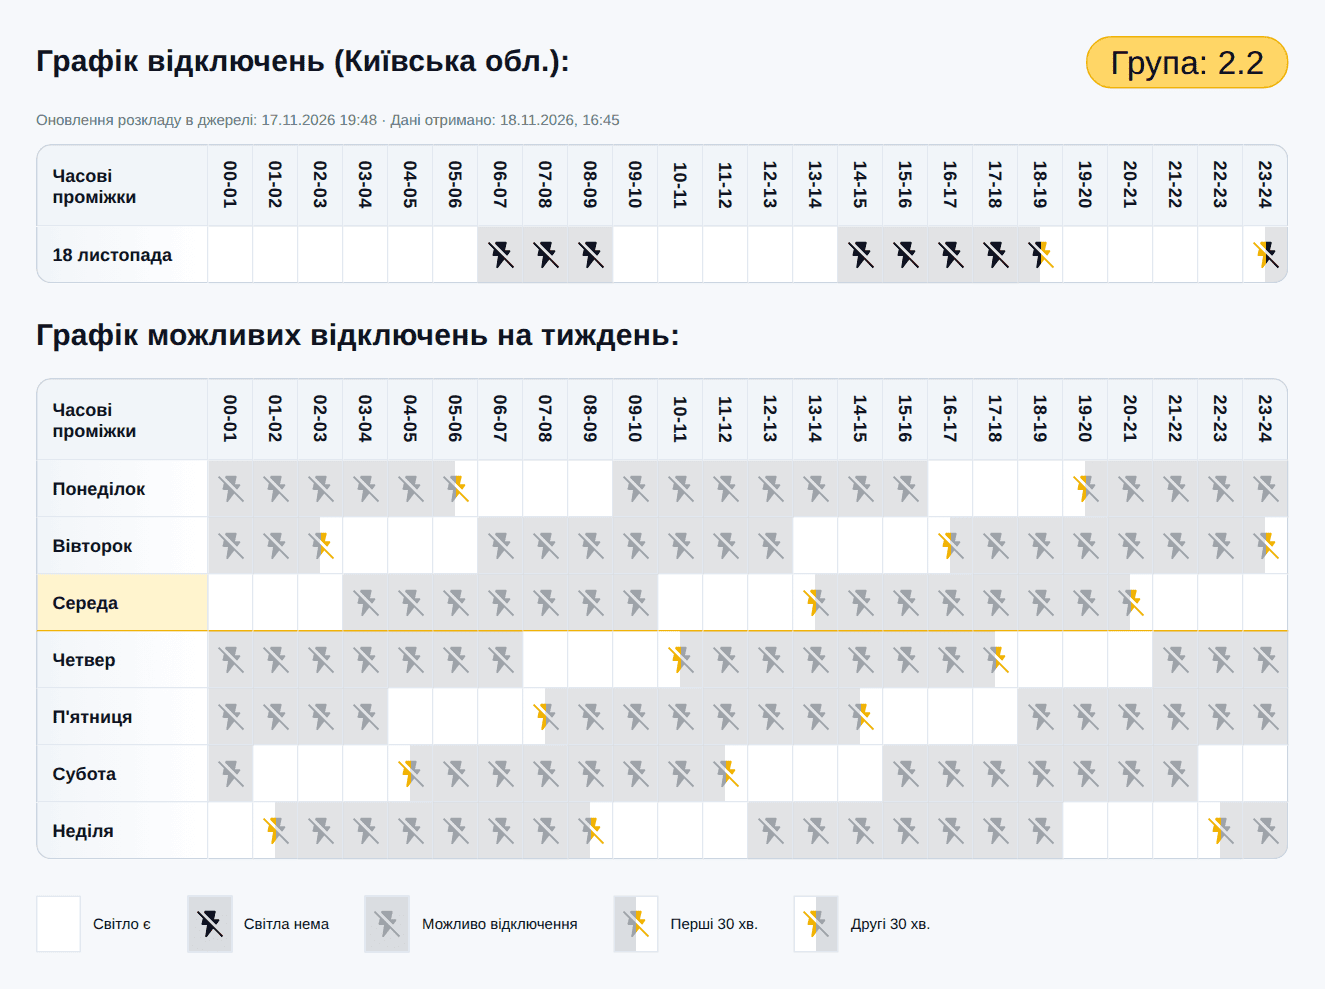 Графік відключень (Київська обл.):
Група: 2.2
Оновлення розкладу в джерелі: 17.11.2026 19:48 · Дані отримано: 18.11.2026, 16:45
Часові проміжки 00-01 01-02 02-03 03-04 04-05 05-06 06-07 07-08 08-09 09-10 10-11 11-12 12-13 13-14 14-15 15-16 16-17 17-18 18-19 19-20 20-21 21-22 22-23 23-24
18 листопада
Графік можливих відключень на тиждень:
Часові проміжки 00-01 01-02 02-03 03-04 04-05 05-06 06-07 07-08 08-09 09-10 10-11 11-12 12-13 13-14 14-15 15-16 16-17 17-18 18-19 19-20 20-21 21-22 22-23 23-24
Понеділок
Вівторок
Середа
Четвер
П'ятниця
Субота
Неділя
Світло є Світла нема Можливо відключення Перші 30 хв. Другі 30 хв.